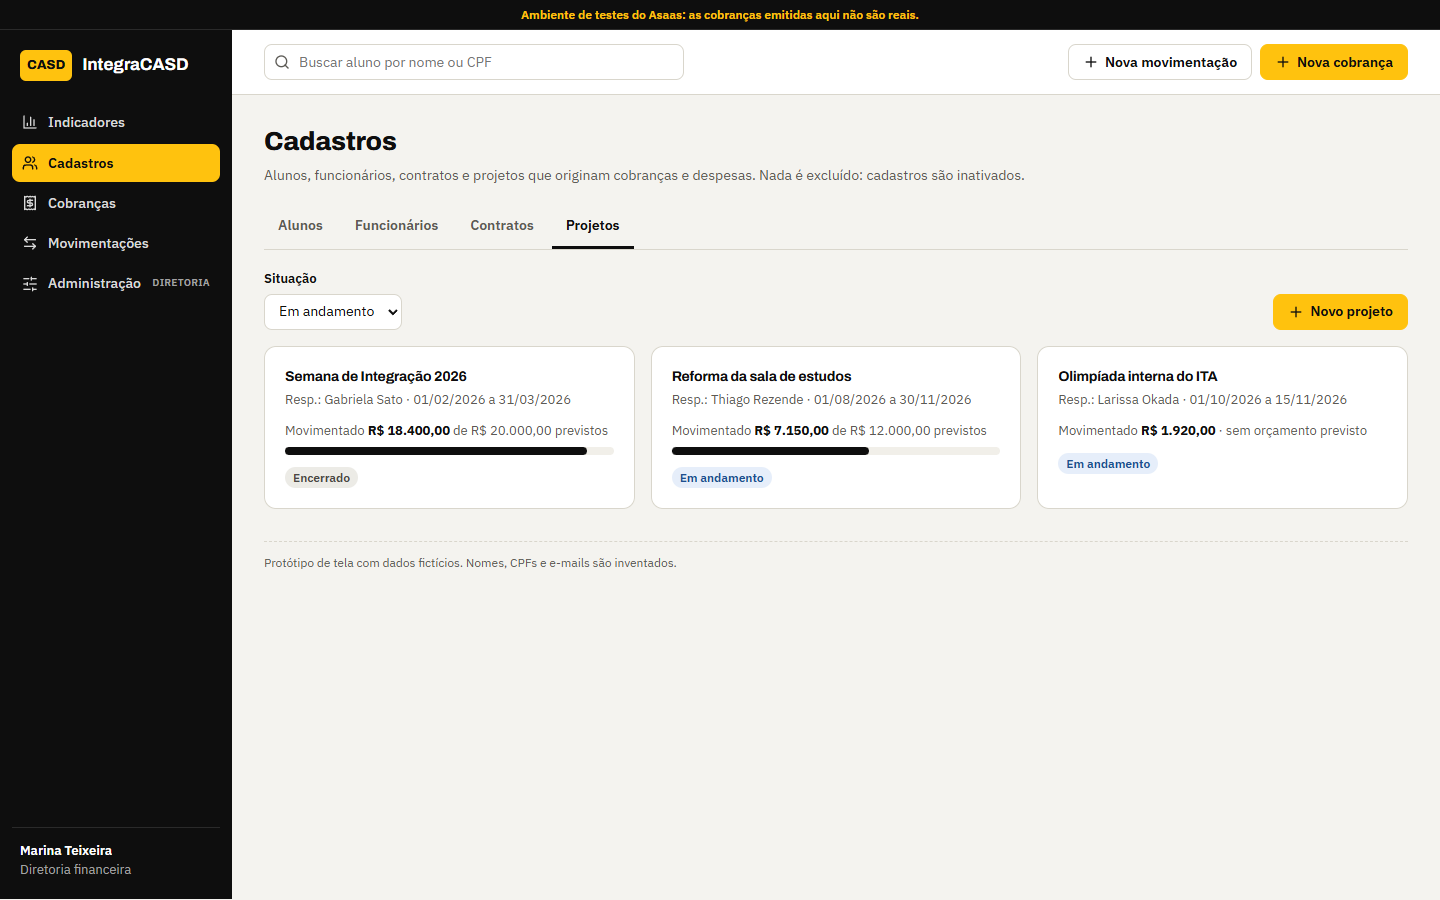 Ambiente de testes do Asaas: as cobranças emitidas aqui não são reais.
CASD IntegraCASD
Buscar aluno por nome ou CPF
Nova movimentação
Nova cobrança
Indicadores
Cadastros
Cobranças
Movimentações
Administração DIRETORIA
Cadastros
Alunos, funcionários, contratos e projetos que originam cobranças e despesas. Nada é excluído: cadastros são inativados.
Alunos Funcionários Contratos Projetos
Situação
Em andamento
Novo projeto
Semana de Integração 2026
Resp.: Gabriela Sato · 01/02/2026 a 31/03/2026
Movimentado R$ 18.400,00 de R$ 20.000,00 previstos
Encerrado
Reforma da sala de estudos
Resp.: Thiago Rezende · 01/08/2026 a 30/11/2026
Movimentado R$ 7.150,00 de R$ 12.000,00 previstos
Em andamento
Olimpíada interna do ITA
Resp.: Larissa Okada · 01/10/2026 a 15/11/2026
Movimentado R$ 1.920,00 · sem orçamento previsto
Em andamento
Protótipo de tela com dados fictícios. Nomes, CPFs e e-mails são inventados.
Marina Teixeira
Diretoria financeira